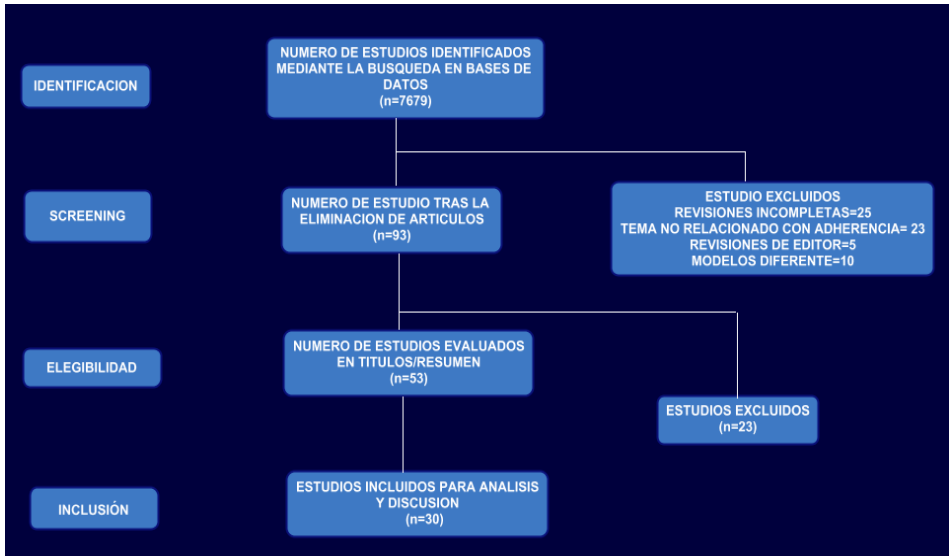 NUMERO DE ESTUDIOS IDENTIFICADOS
MEDIANTE LA BUSQUEDA EN BASES DE
DATOS
(n=7679)
IDENTIFICACION
SCREENING
NUMERO DE ESTUDIO TRAS LA
ELIMINACION DE ARTICULOS
(n=93)
ESTUDIO EXCLUIDOS
REVISIONES INCOMPLETAS=25
TEMA NO RELACIONADO CON ADHERENCIA= 23
REVISIONES DE EDITOR=5
MODELOS DIFERENTE=10
ELEGIBILIDAD
NUMERO DE ESTUDIOS EVALUADOS
EN TITULOS/RESUMEN
(n=53)
ESTUDIOS EXCLUIDOS
(n=23)
INCLUSIÓN
ESTUDIOS INCLUIDOS PARA ANALISIS
Y DISCUSION
(n=30)